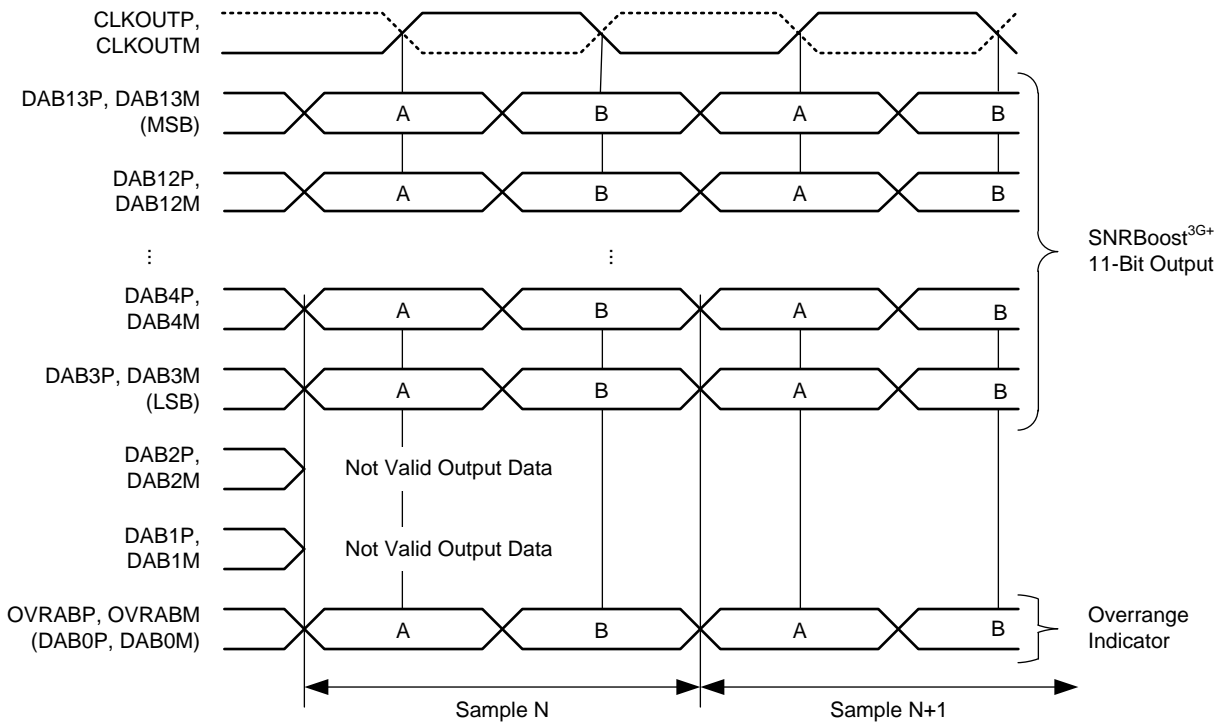 CLKOUTP,
CLKOUTM
DAB13P, DAB13M
(MSB)
A B A B
DAB12P,
DAB12M
A B A B
SNRBoost3G+
11-Bit Output
⋮ ⋮
DAB4P,
DAB4M
A B A B
DAB3P, DAB3M
(LSB)
A B A B
DAB2P,
DAB2M
Not Valid Output Data
DAB1P,
DAB1M
Not Valid Output Data
OVRABP, OVRABM
(DAB0P, DAB0M)
A B A B
Overrange
Indicator
Sample N
Sample N+1